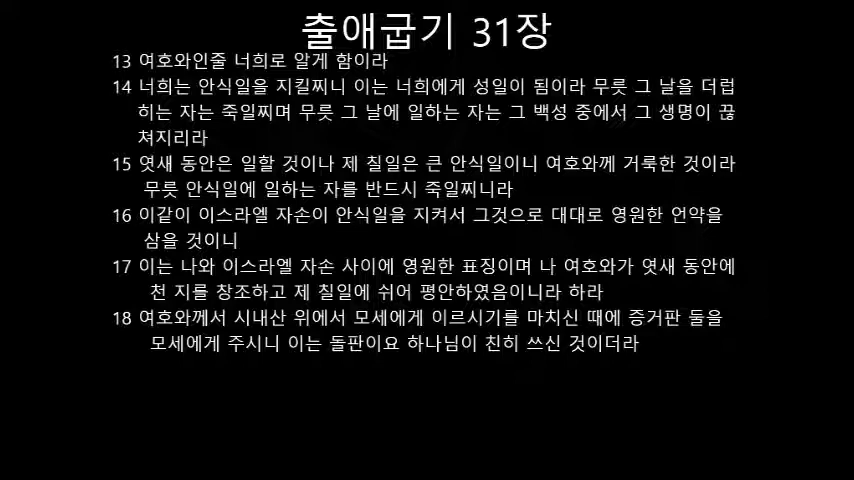 출애굽기 31장
13 여호와인줄 너희로 알게 함이라
14 너희는 안식일을 지킬찌니 이는 너희에게 성일이 됨이라 무릇 그 날을 더럽
히는 자는 죽일찌며 무릇 그 날에 일하는 자는 그 백성 중에서 그 생명이 끊
쳐지리라
15 엿새 동안은 일할 것이나 제 칠일은 큰 안식일이니 여호와께 거룩한 것이라
무릇 안식일에 일하는 자를 반드시 죽일찌니라
16 이같이 이스라엘 자손이 안식일을 지켜서 그것으로 대대로 영원한 언약을
삼을 것이니
17 이는 나와 이스라엘 자손 사이에 영원한 표징이며 나 여호와가 엿새 동안에
천 지를 창조하고 제 칠일에 쉬어 평안하였음이니라 하라
18 여호와께서 시내산 위에서 모세에게 이르시기를 마치신 때에 증거판 둘을
모세에게 주시니 이는 돌판이요 하나님이 친히 쓰신 것이더라